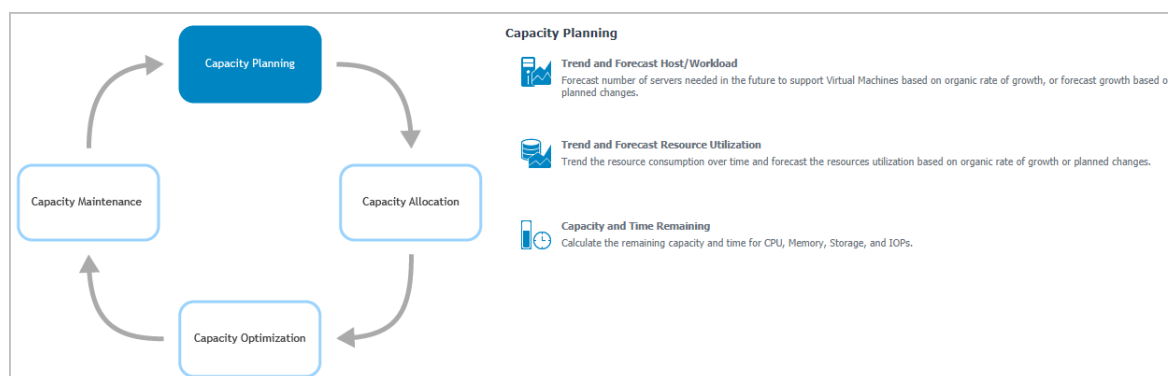 Capacity Planning
Capacity Allocation
Capacity Optimization
Capacity Maintenance
Capacity Planning
Trend and Forecast Host/Workload
Forecast number of servers needed in the future to support Virtual Machines based on organic rate of growth, or forecast growth based o
planned changes.
Trend and Forecast Resource Utilization
Trend the resource consumption over time and forecast the resources utilization based on organic rate of growth or planned changes.
Capacity and Time Remaining
Calculate the remaining capacity and time for CPU, Memory, Storage, and IOPs.